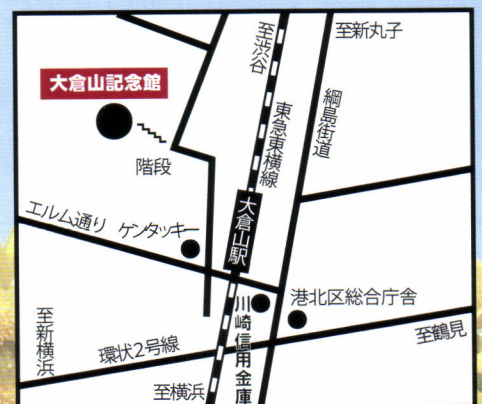 至渋谷
至新丸子
大倉山記念館
東急東横線
綱島街道
階段
大倉山駅
エルム通り
ケンタッキー
港北区総合庁舎
川崎信用金庫
至新横浜
環状2号線
至鶴見
至横浜